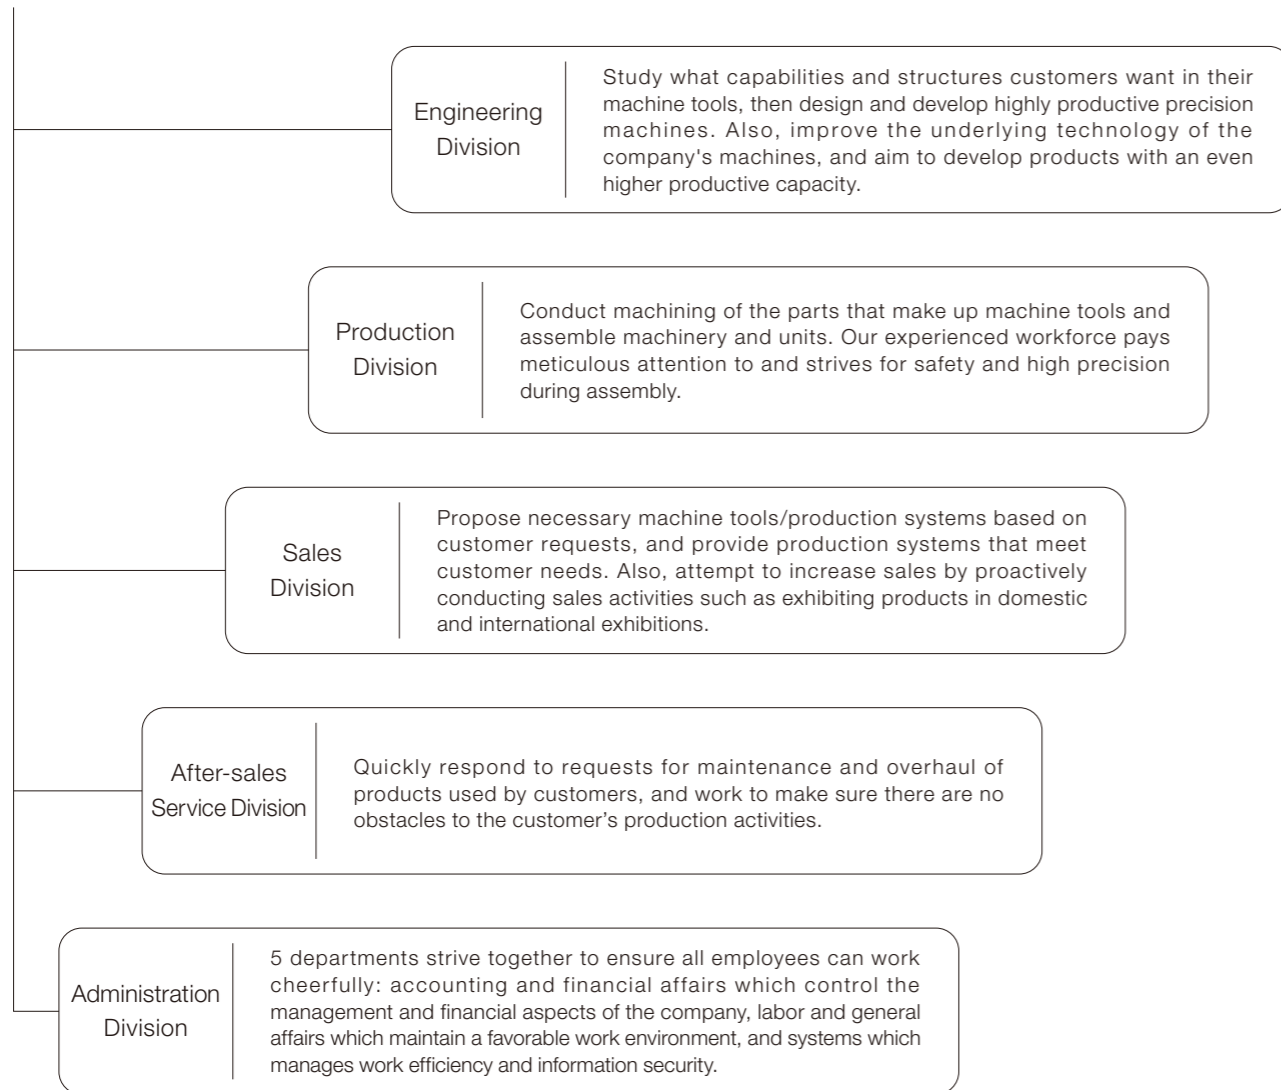 Engineering
Division
Study what capabilities and structures customers want in their
machine tools, then design and develop highly productive precision
machines. Also, improve the underlying technology of the
company's machines, and aim to develop products with an even
higher productive capacity.
Production
Division
Conduct machining of the parts that make up machine tools and
assemble machinery and units. Our experienced workforce pays
meticulous attention to and strives for safety and high precision
during assembly.
Sales
Division
Propose necessary machine tools/production systems based on
customer requests, and provide production systems that meet
customer needs. Also, attempt to increase sales by proactively
conducting sales activities such as exhibiting products in domestic
and international exhibitions.
After-sales
Service Division
Quickly respond to requests for maintenance and overhaul of
products used by customers, and work to make sure there are no
obstacles to the customer’s production activities.
Administration
Division
5 departments strive together to ensure all employees can work
cheerfully: accounting and financial affairs which control the
management and financial aspects of the company, labor and general
affairs which maintain a favorable work environment, and systems which
manages work efficiency and information security.